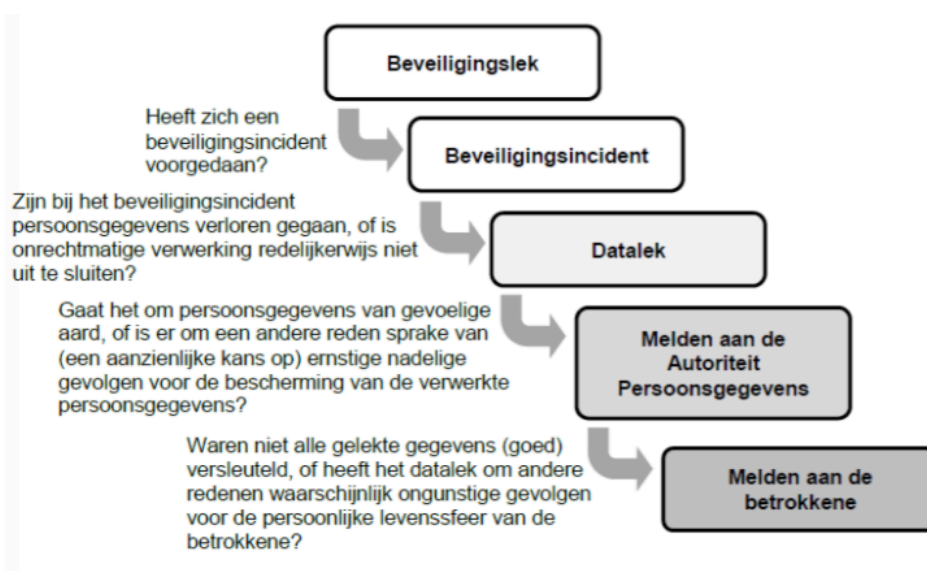 Beveiligingslek
Heeft zich een
beveiligingsincident
voorgedaan?
Beveiligingsincident
Zijn bij het beveiligingsincident
persoonsgegevens verloren gegaan, of is
onrechtmatige verwerking redelijkerwijs niet
uit te sluiten?
Datalek
Gaat het om persoonsgegevens van gevoelige
aard, of is er om een andere reden sprake van
(een aanzienlijke kans op) ernstige nadelige
gevolgen voor de bescherming van de verwerkte
persoonsgegevens?
Melden aan de
Autoriteit
Persoonsgegevens
Waren niet alle gelekte gegevens (goed)
versleuteld, of heeft het datalek om andere
redenen waarschijnlijk ongunstige gevolgen
voor de persoonlijke levenssfeer van de
betrokkene?
Melden aan de
betrokkene